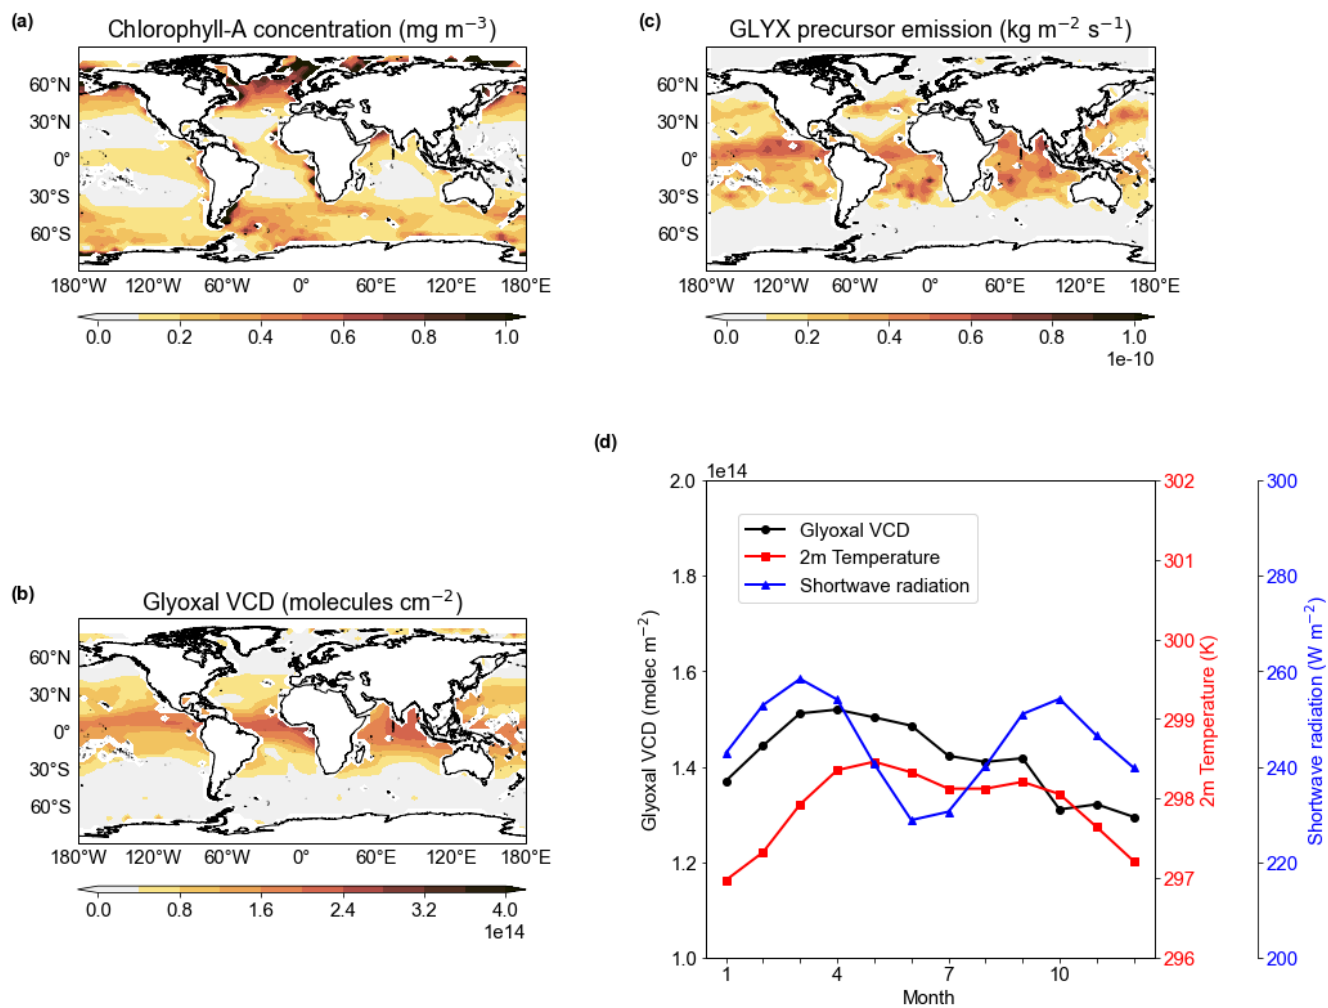 (a)
Chlorophyll-A concentration (mg m⁻³)
60°N
30°N
0°
30°S
60°S
180°W 120°W 60°W 0° 60°E 120°E 180°E
0.0 0.2 0.4 0.6 0.8 1.0
(c)
GLYX precursor emission (kg m⁻² s⁻¹)
60°N
30°N
0°
30°S
60°S
180°W 120°W 60°W 0° 60°E 120°E 180°E
0.0 0.2 0.4 0.6 0.8 1.0
1e-10
(b)
Glyoxal VCD (molecules cm⁻²)
60°N
30°N
0°
30°S
60°S
180°W 120°W 60°W 0° 60°E 120°E 180°E
0.0 0.8 1.6 2.4 3.2 4.0
1e14
(d)
1e14
2.0
1.8
1.6
1.4
1.2
1.0
Glyoxal VCD (molec m⁻²)
Glyoxal VCD
2m Temperature
Shortwave radiation
1 4 7 10
Month
302
301
300
299
298
297
296
2m Temperature (K)
300
280
260
240
220
200
Shortwave radiation (W m⁻²)